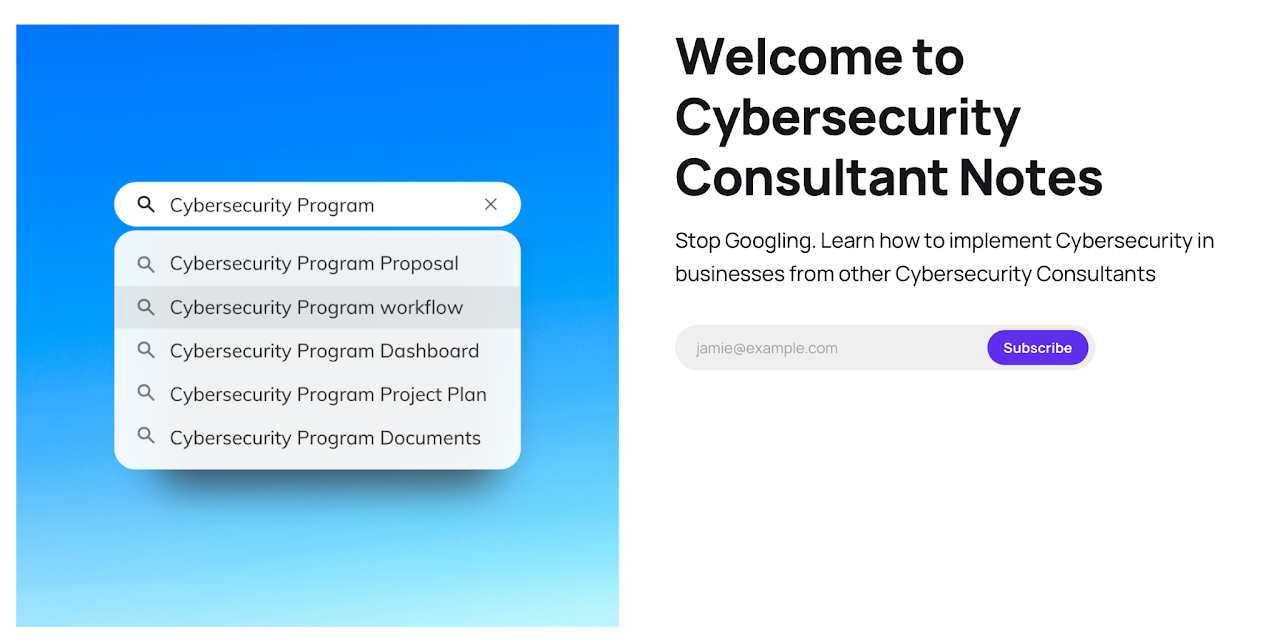 Cybersecurity Program
Cybersecurity Program Proposal
Cybersecurity Program workflow
Cybersecurity Program Dashboard
Cybersecurity Program Project Plan
Cybersecurity Program Documents
Welcome to
Cybersecurity
Consultant Notes
Stop Googling. Learn how to implement Cybersecurity in
businesses from other Cybersecurity Consultants
jamie@example.com
Subscribe